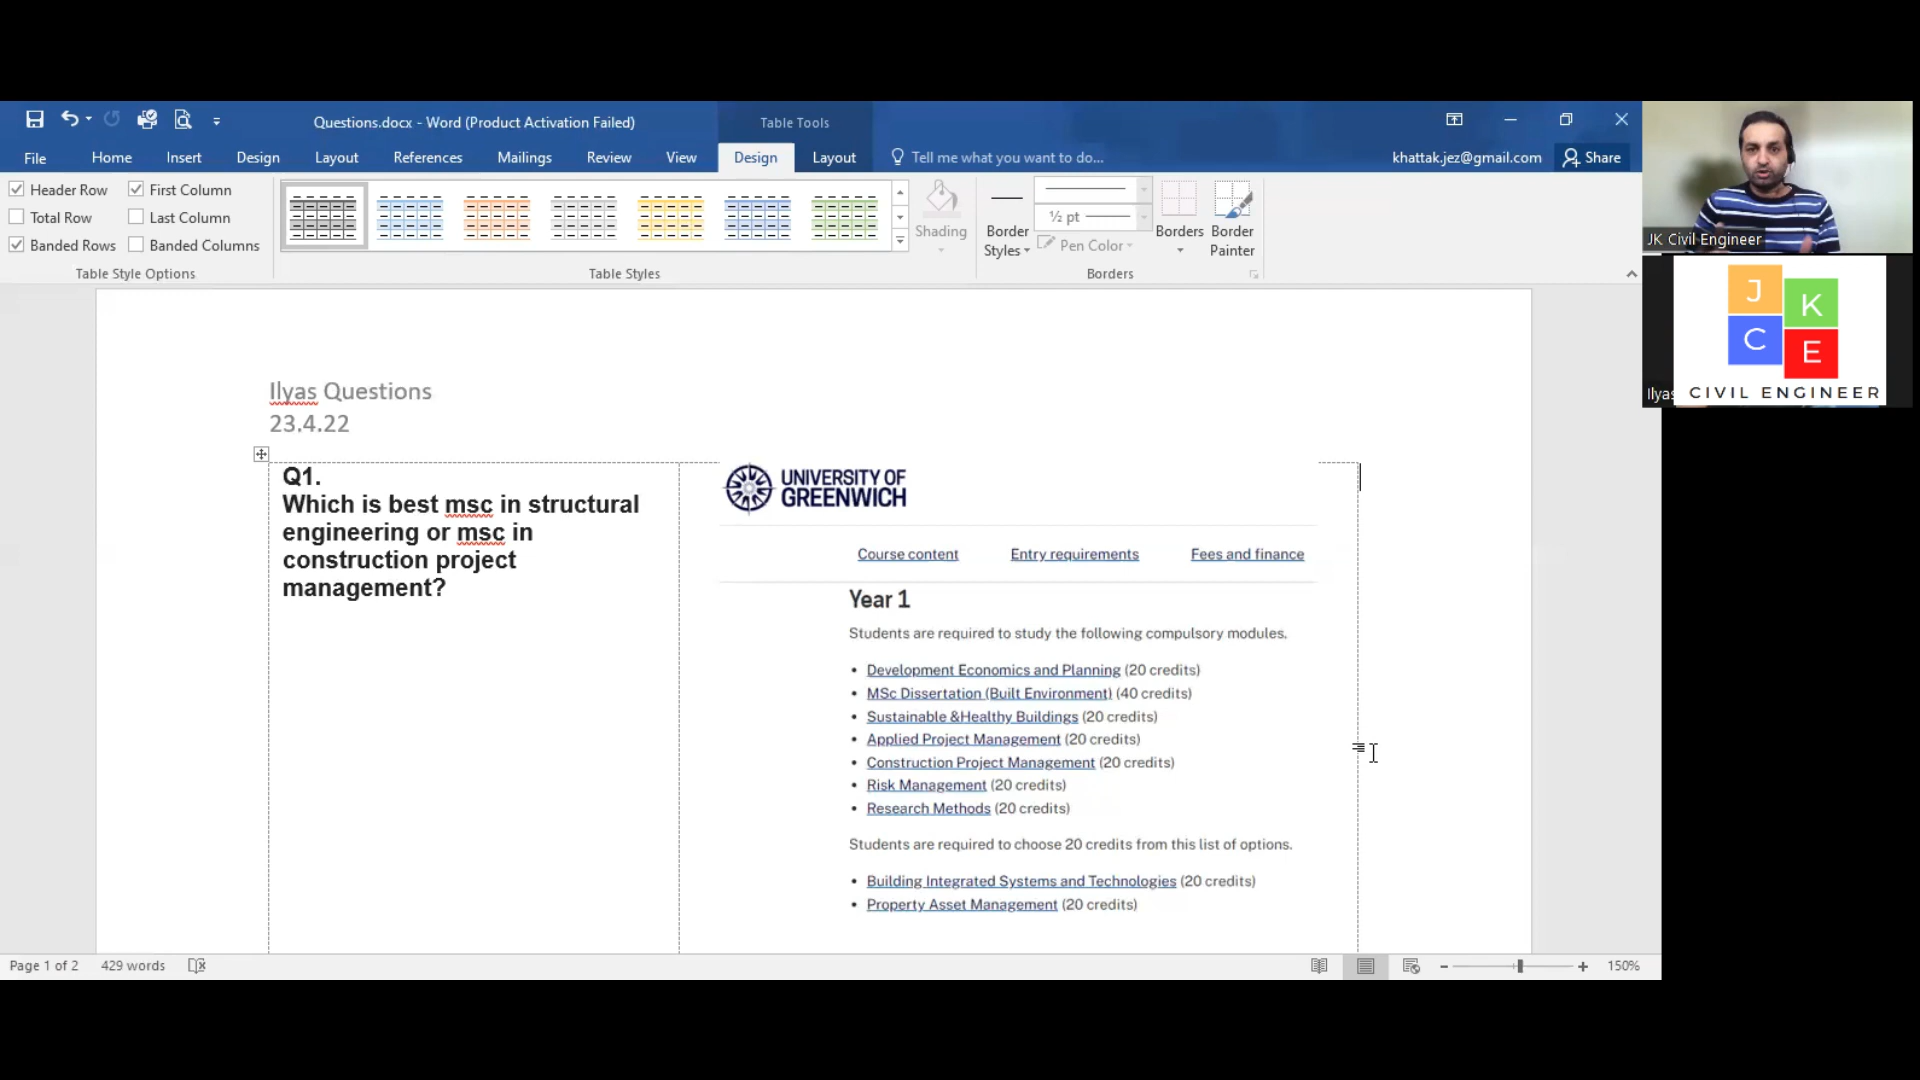 Questions.docx - Word (Product Activation Failed)
Table Tools
File
Home
Insert
Design
Layout
References
Mailings
Review
View
Design
Layout
Tell me what you want to do...
khattak.jez@gmail.com
Share
Header Row
First Column
Total Row
Last Column
Banded Rows
Banded Columns
Table Style Options
Table Styles
Shading
Border
Styles
½ pt
Pen Color
Borders
Border
Painter
Borders
JK Civil Engineer
J
K
C
E
CIVIL ENGINEER
Ilyas
Ilyas Questions
23.4.22
Q1.
Which is best msc in structural
engineering or msc in
construction project
management?
UNIVERSITY OF
GREENWICH
Course content
Entry requirements
Fees and finance
Year 1
Students are required to study the following compulsory modules.
• Development Economics and Planning (20 credits)
• MSc Dissertation (Built Environment) (40 credits)
• Sustainable &Healthy Buildings (20 credits)
• Applied Project Management (20 credits)
• Construction Project Management (20 credits)
• Risk Management (20 credits)
• Research Methods (20 credits)
Students are required to choose 20 credits from this list of options.
• Building Integrated Systems and Technologies (20 credits)
• Property Asset Management (20 credits)
Page 1 of 2
429 words
150%